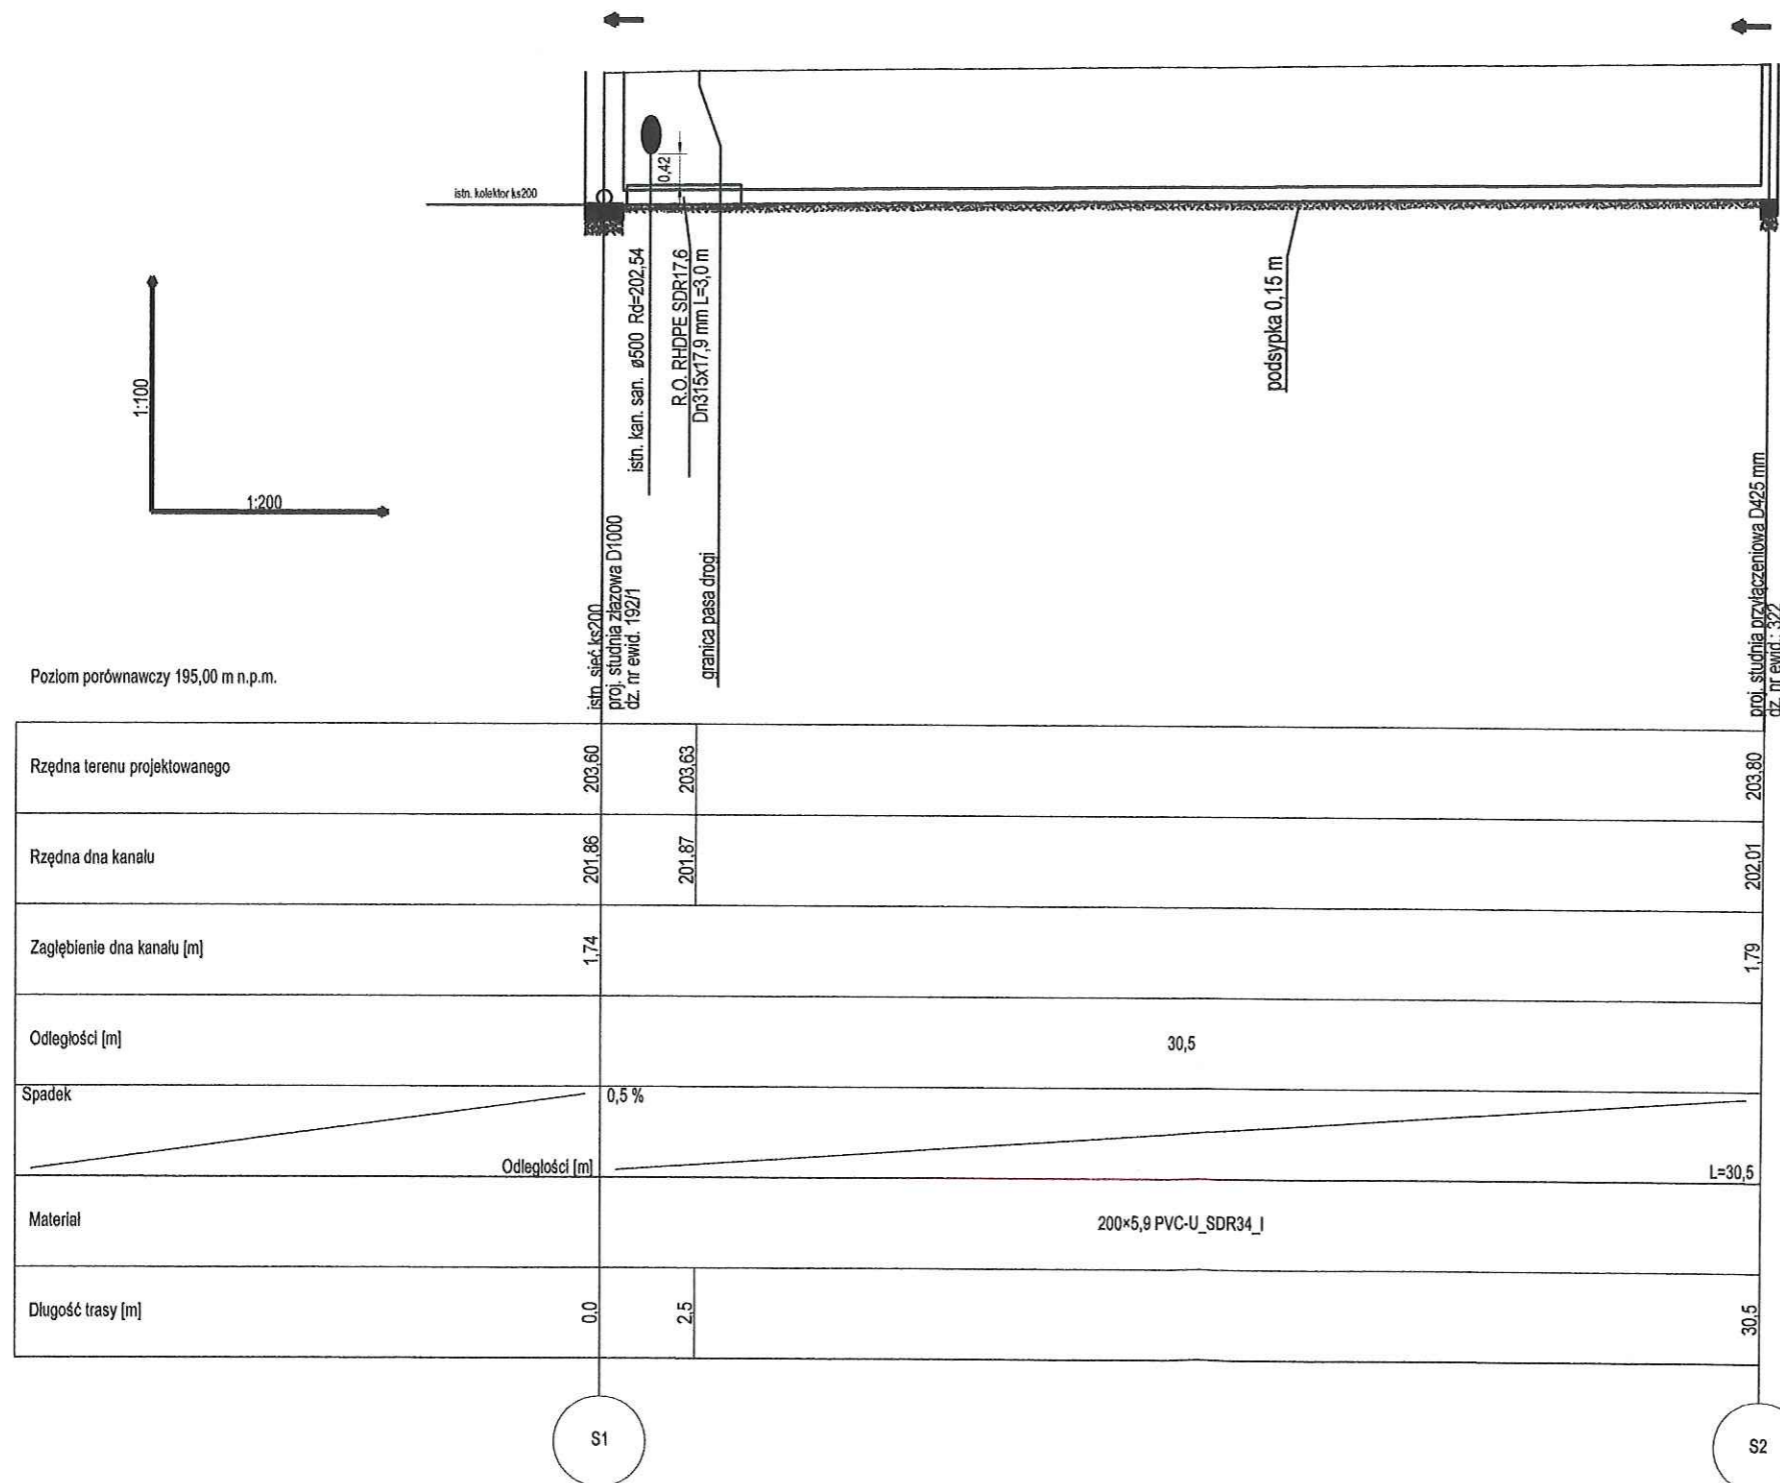 istn. kolektor ks200
0,42
istn. kan. san. ø500 Rd=202,54
R.O. RHDPE SDR17,6
Dn315x17,9 mm L=3,0 m
granica pasa drogi
podsypka 0,15 m
1:100
1:200
istn. sieć ks200
proj. studnia złazowa D1000
dz. nr ewid. 192/1
proj. studnia przyłączeniowa D425 mm
dz. nr ewid.: 322
Poziom porównawczy 195,00 m n.p.m.
Rzędna terenu projektowanego 203,60 203,63 203,80
Rzędna dna kanału 201,86 201,87 202,01
Zagłębienie dna kanału [m] 1,74 1,79
Odległości [m] 30,5
Spadek 0,5 %
Odległości [m] L=30,5
Materiał 200×5,9 PVC-U_SDR34_I
Długość trasy [m] 0,0 2,5 30,5
S1 S2